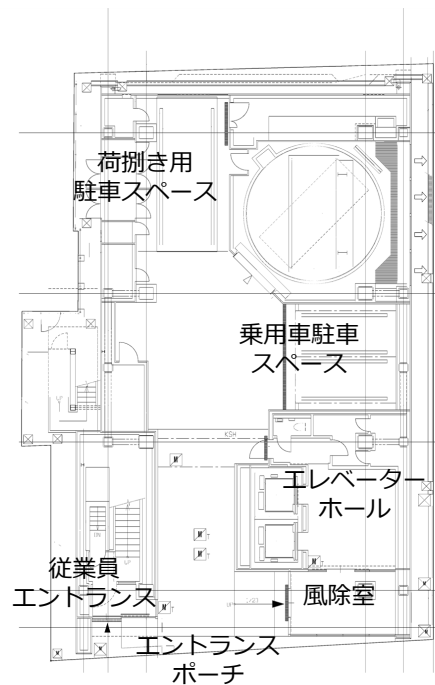 荷捌き用
駐車スペース
乗用車駐車
スペース
KSH
エレベーター
ホール
従業員
エントランス
風除室
エントランス
ポーチ